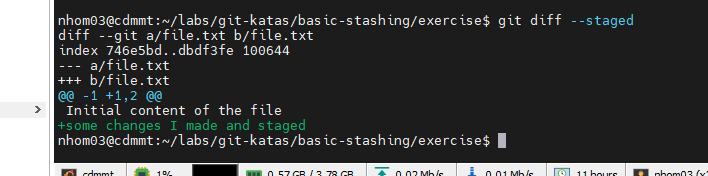 nhom03@cdmmt:~/labs/git-katas/basic-stashing/exercise$ git diff --staged
diff --git a/file.txt b/file.txt
index 746e5bd..dbdf3fe 100644
--- a/file.txt
+++ b/file.txt
@@ -1 +1,2 @@
 Initial content of the file
+some changes I made and staged
nhom03@cdmmt:~/labs/git-katas/basic-stashing/exercise$
cdmmt 1% 0.57 GB / 3.78 GB 0.02 Mb/s 0.01 Mb/s 11 hours nhom03 (x